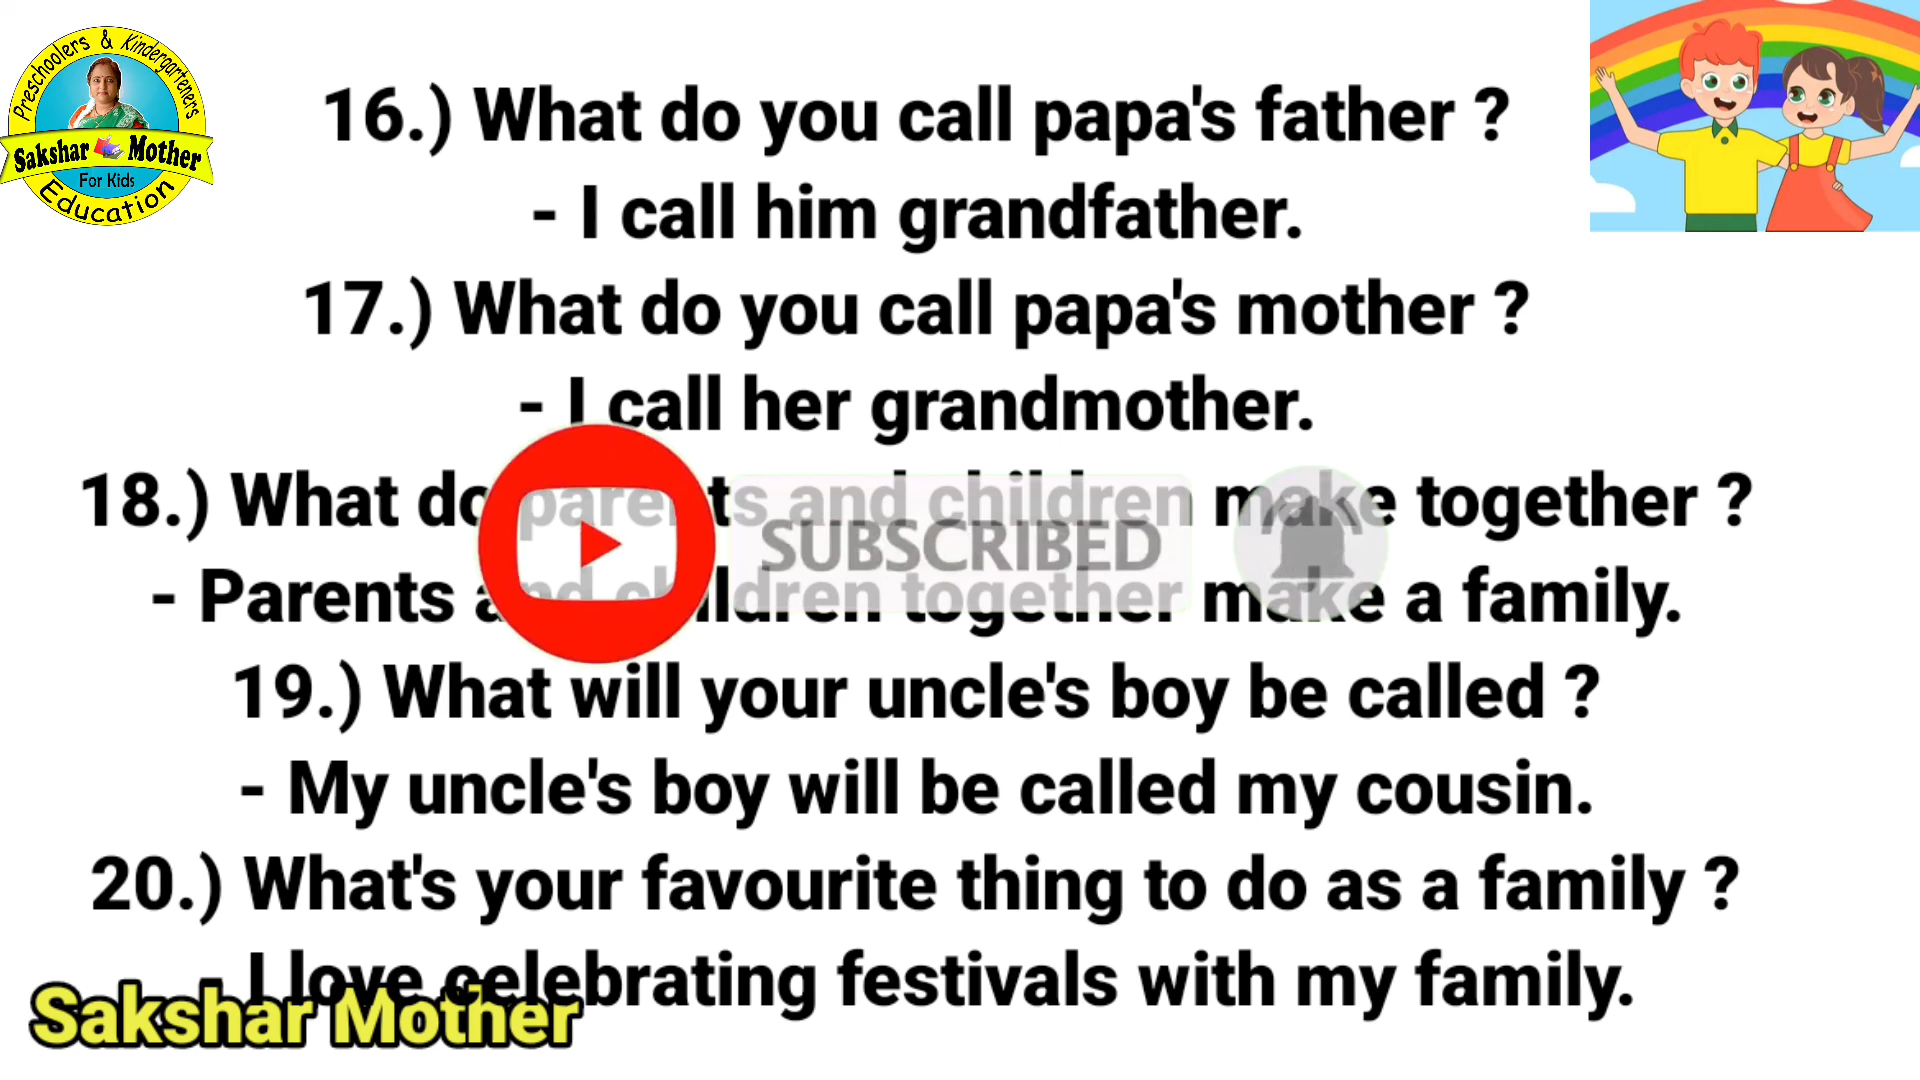 Preschoolers & Kindergarteners
Sakshar Mother
For Kids
Education
16.) What do you call papa's father ?
- I call him grandfather.
17.) What do you call papa's mother ?
- I call her grandmother.
18.) What do parents and children make together ?
SUBSCRIBED
- Parents and children together make a family.
19.) What will your uncle's boy be called ?
- My uncle's boy will be called my cousin.
20.) What's your favourite thing to do as a family ?
- I love celebrating festivals with my family.
Sakshar Mother